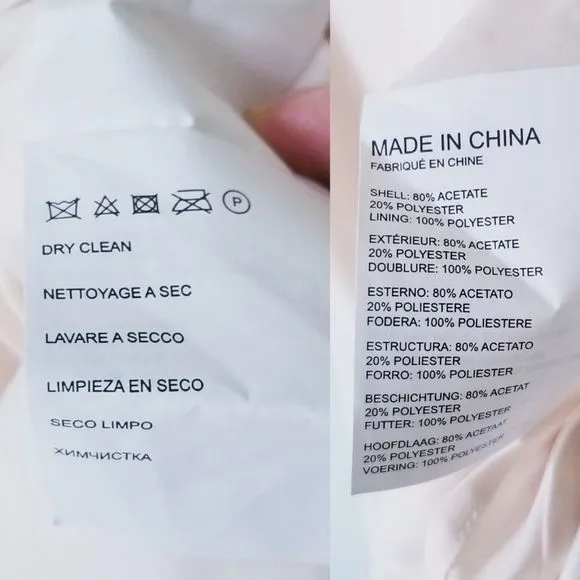 P
DRY CLEAN
NETTOYAGE A SEC
LAVARE A SECCO
LIMPIEZA EN SECO
SECO LIMPO
ХИМЧИСТКА
MADE IN CHINA
FABRIQUÉ EN CHINE
SHELL: 80% ACETATE
20% POLYESTER
LINING: 100% POLYESTER
EXTÉRIEUR: 80% ACETATE
20% POLYESTER
DOUBLURE: 100% POLYESTER
ESTERNO: 80% ACETATO
20% POLIESTERE
FODERA: 100% POLIESTERE
ESTRUCTURA: 80% ACETATO
20% POLIESTER
FORRO: 100% POLIESTER
BESCHICHTUNG: 80% ACETAT
20% POLYESTER
FUTTER: 100% POLYESTER
HOOFDLAAG: 80% ACETAAT
20% POLYESTER
VOERING: 100% POLYESTER